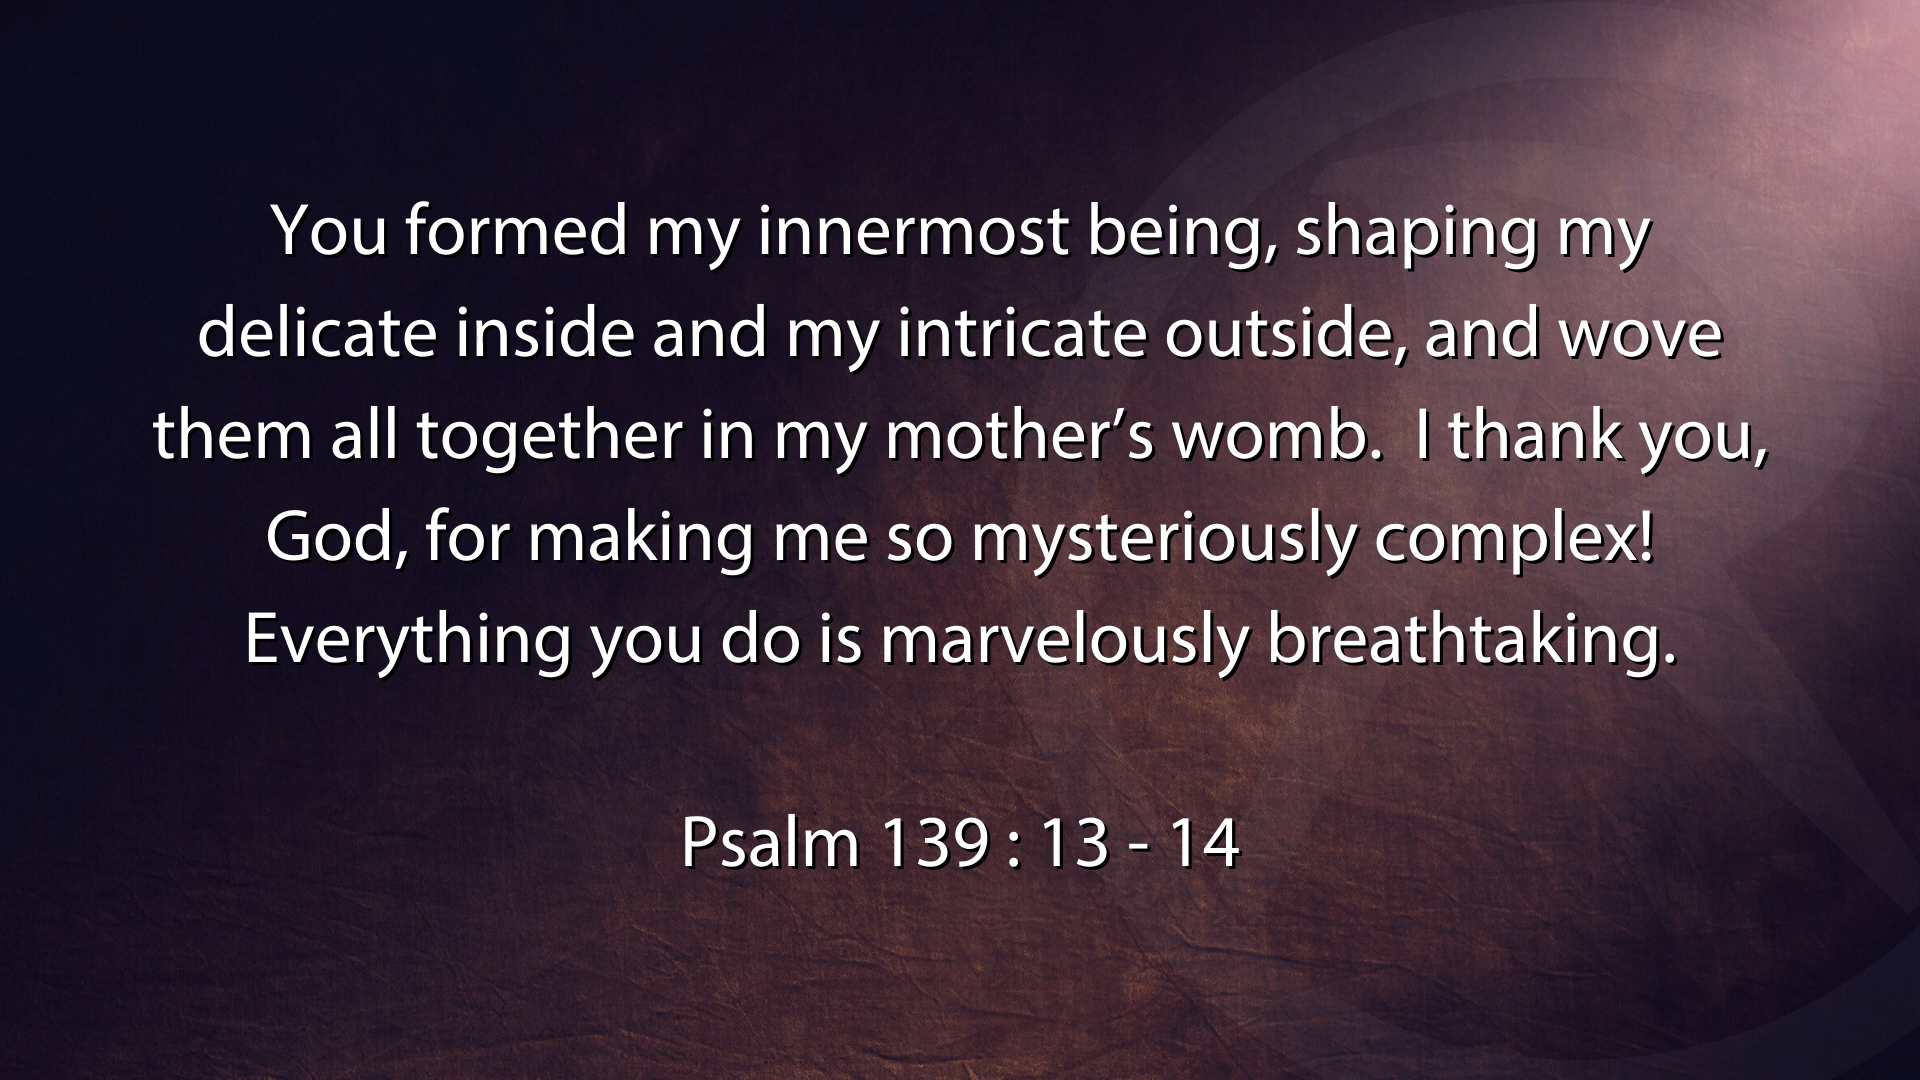 You formed my innermost being, shaping my
delicate inside and my intricate outside, and wove
them all together in my mother’s womb.  I thank you,
God, for making me so mysteriously complex!
Everything you do is marvelously breathtaking.
Psalm 139 : 13 - 14